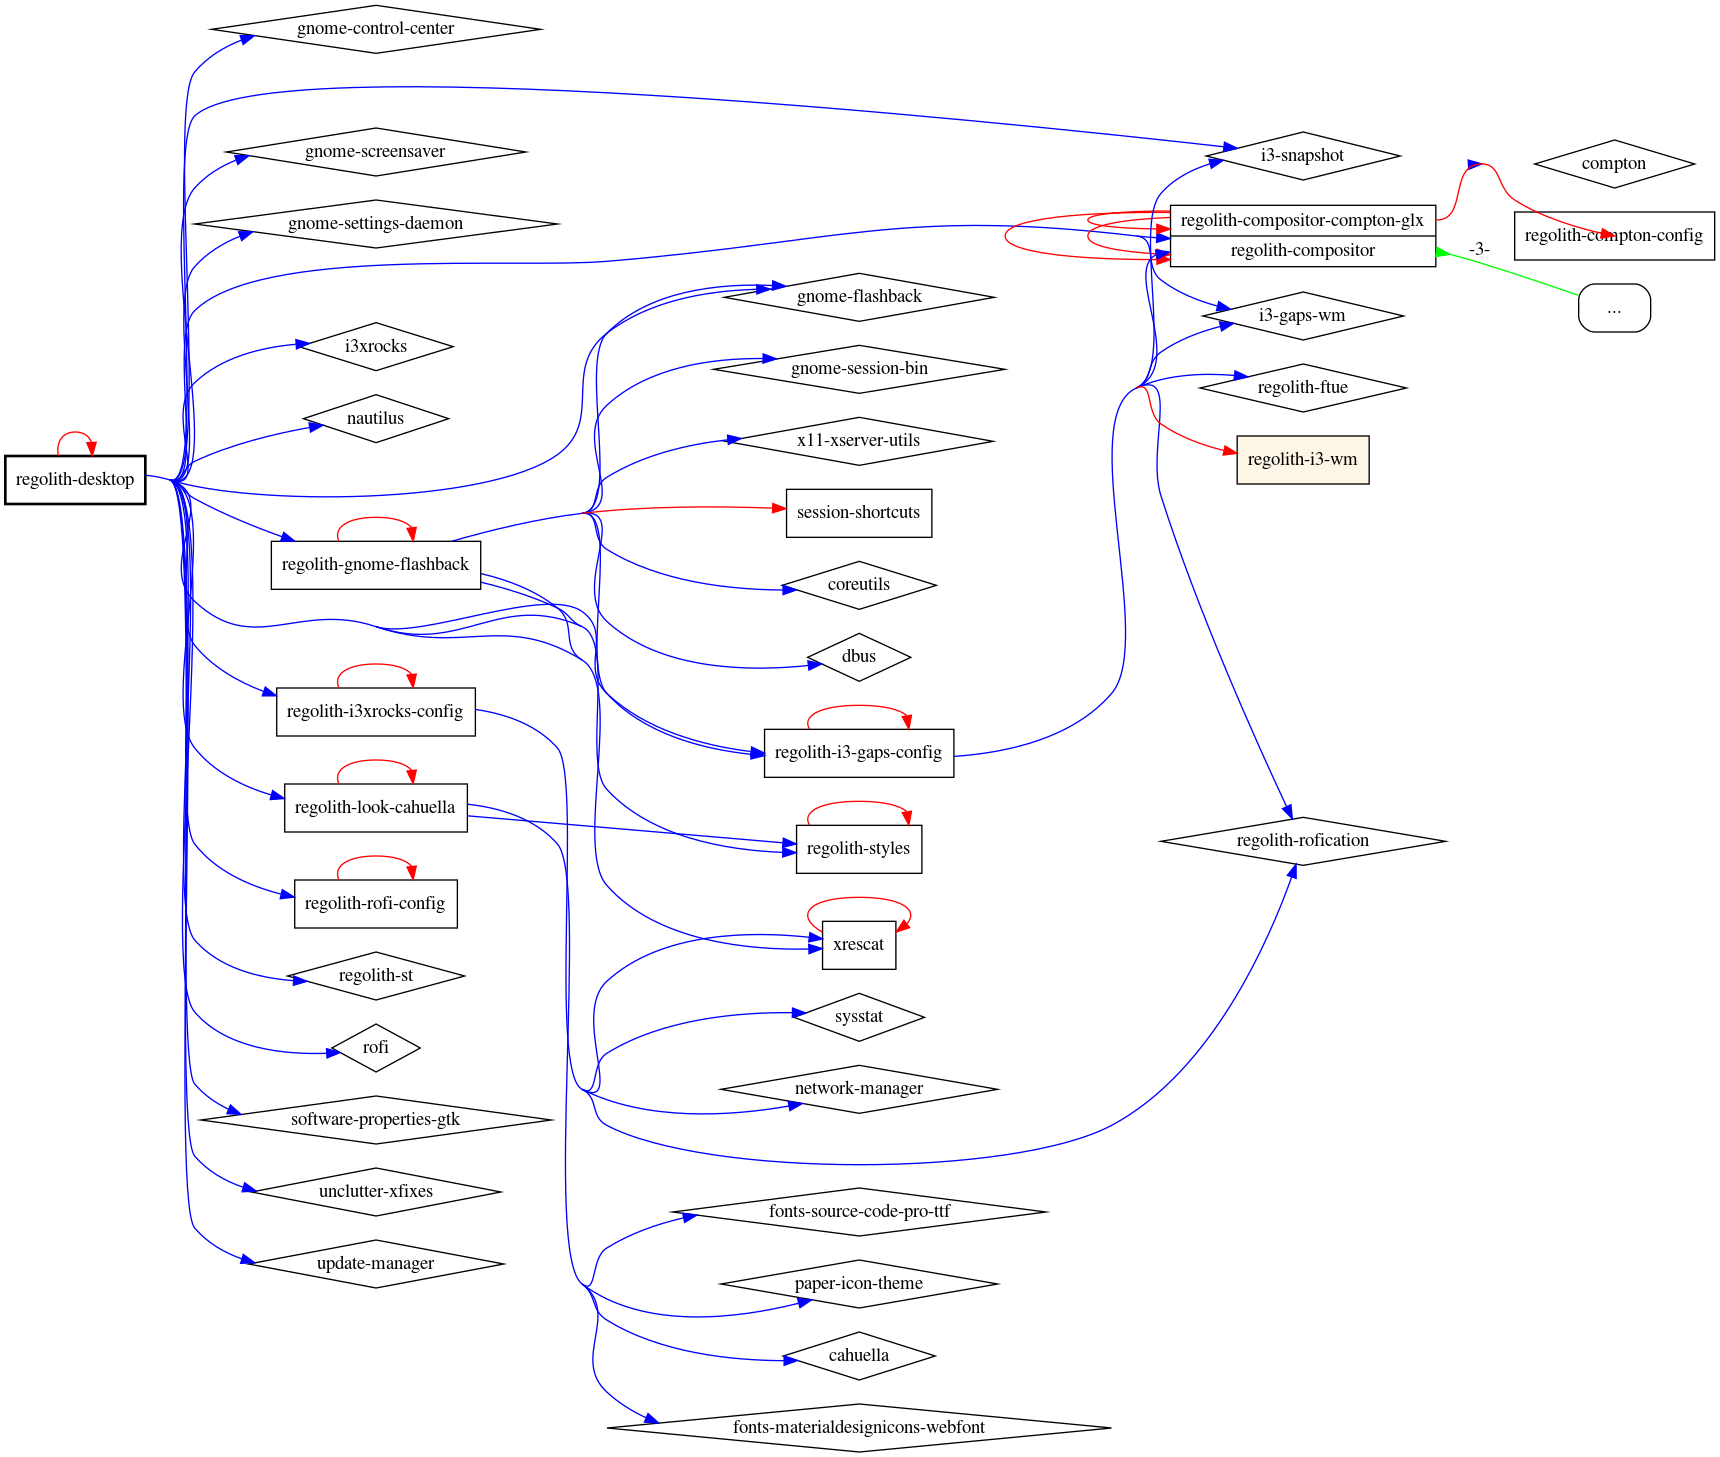 regolith-desktop
gnome-control-center
gnome-screensaver
gnome-settings-daemon
i3xrocks
nautilus
regolith-gnome-flashback
regolith-i3xrocks-config
regolith-look-cahuella
regolith-rofi-config
regolith-st
rofi
software-properties-gtk
unclutter-xfixes
update-manager
gnome-flashback
gnome-session-bin
x11-xserver-utils
session-shortcuts
coreutils
dbus
regolith-i3-gaps-config
regolith-styles
xrescat
sysstat
network-manager
fonts-source-code-pro-ttf
paper-icon-theme
cahuella
fonts-materialdesignicons-webfont
i3-snapshot
regolith-compositor-compton-glx
regolith-compositor
i3-gaps-wm
regolith-ftue
regolith-i3-wm
regolith-rofication
-3-
compton
regolith-compton-config
...